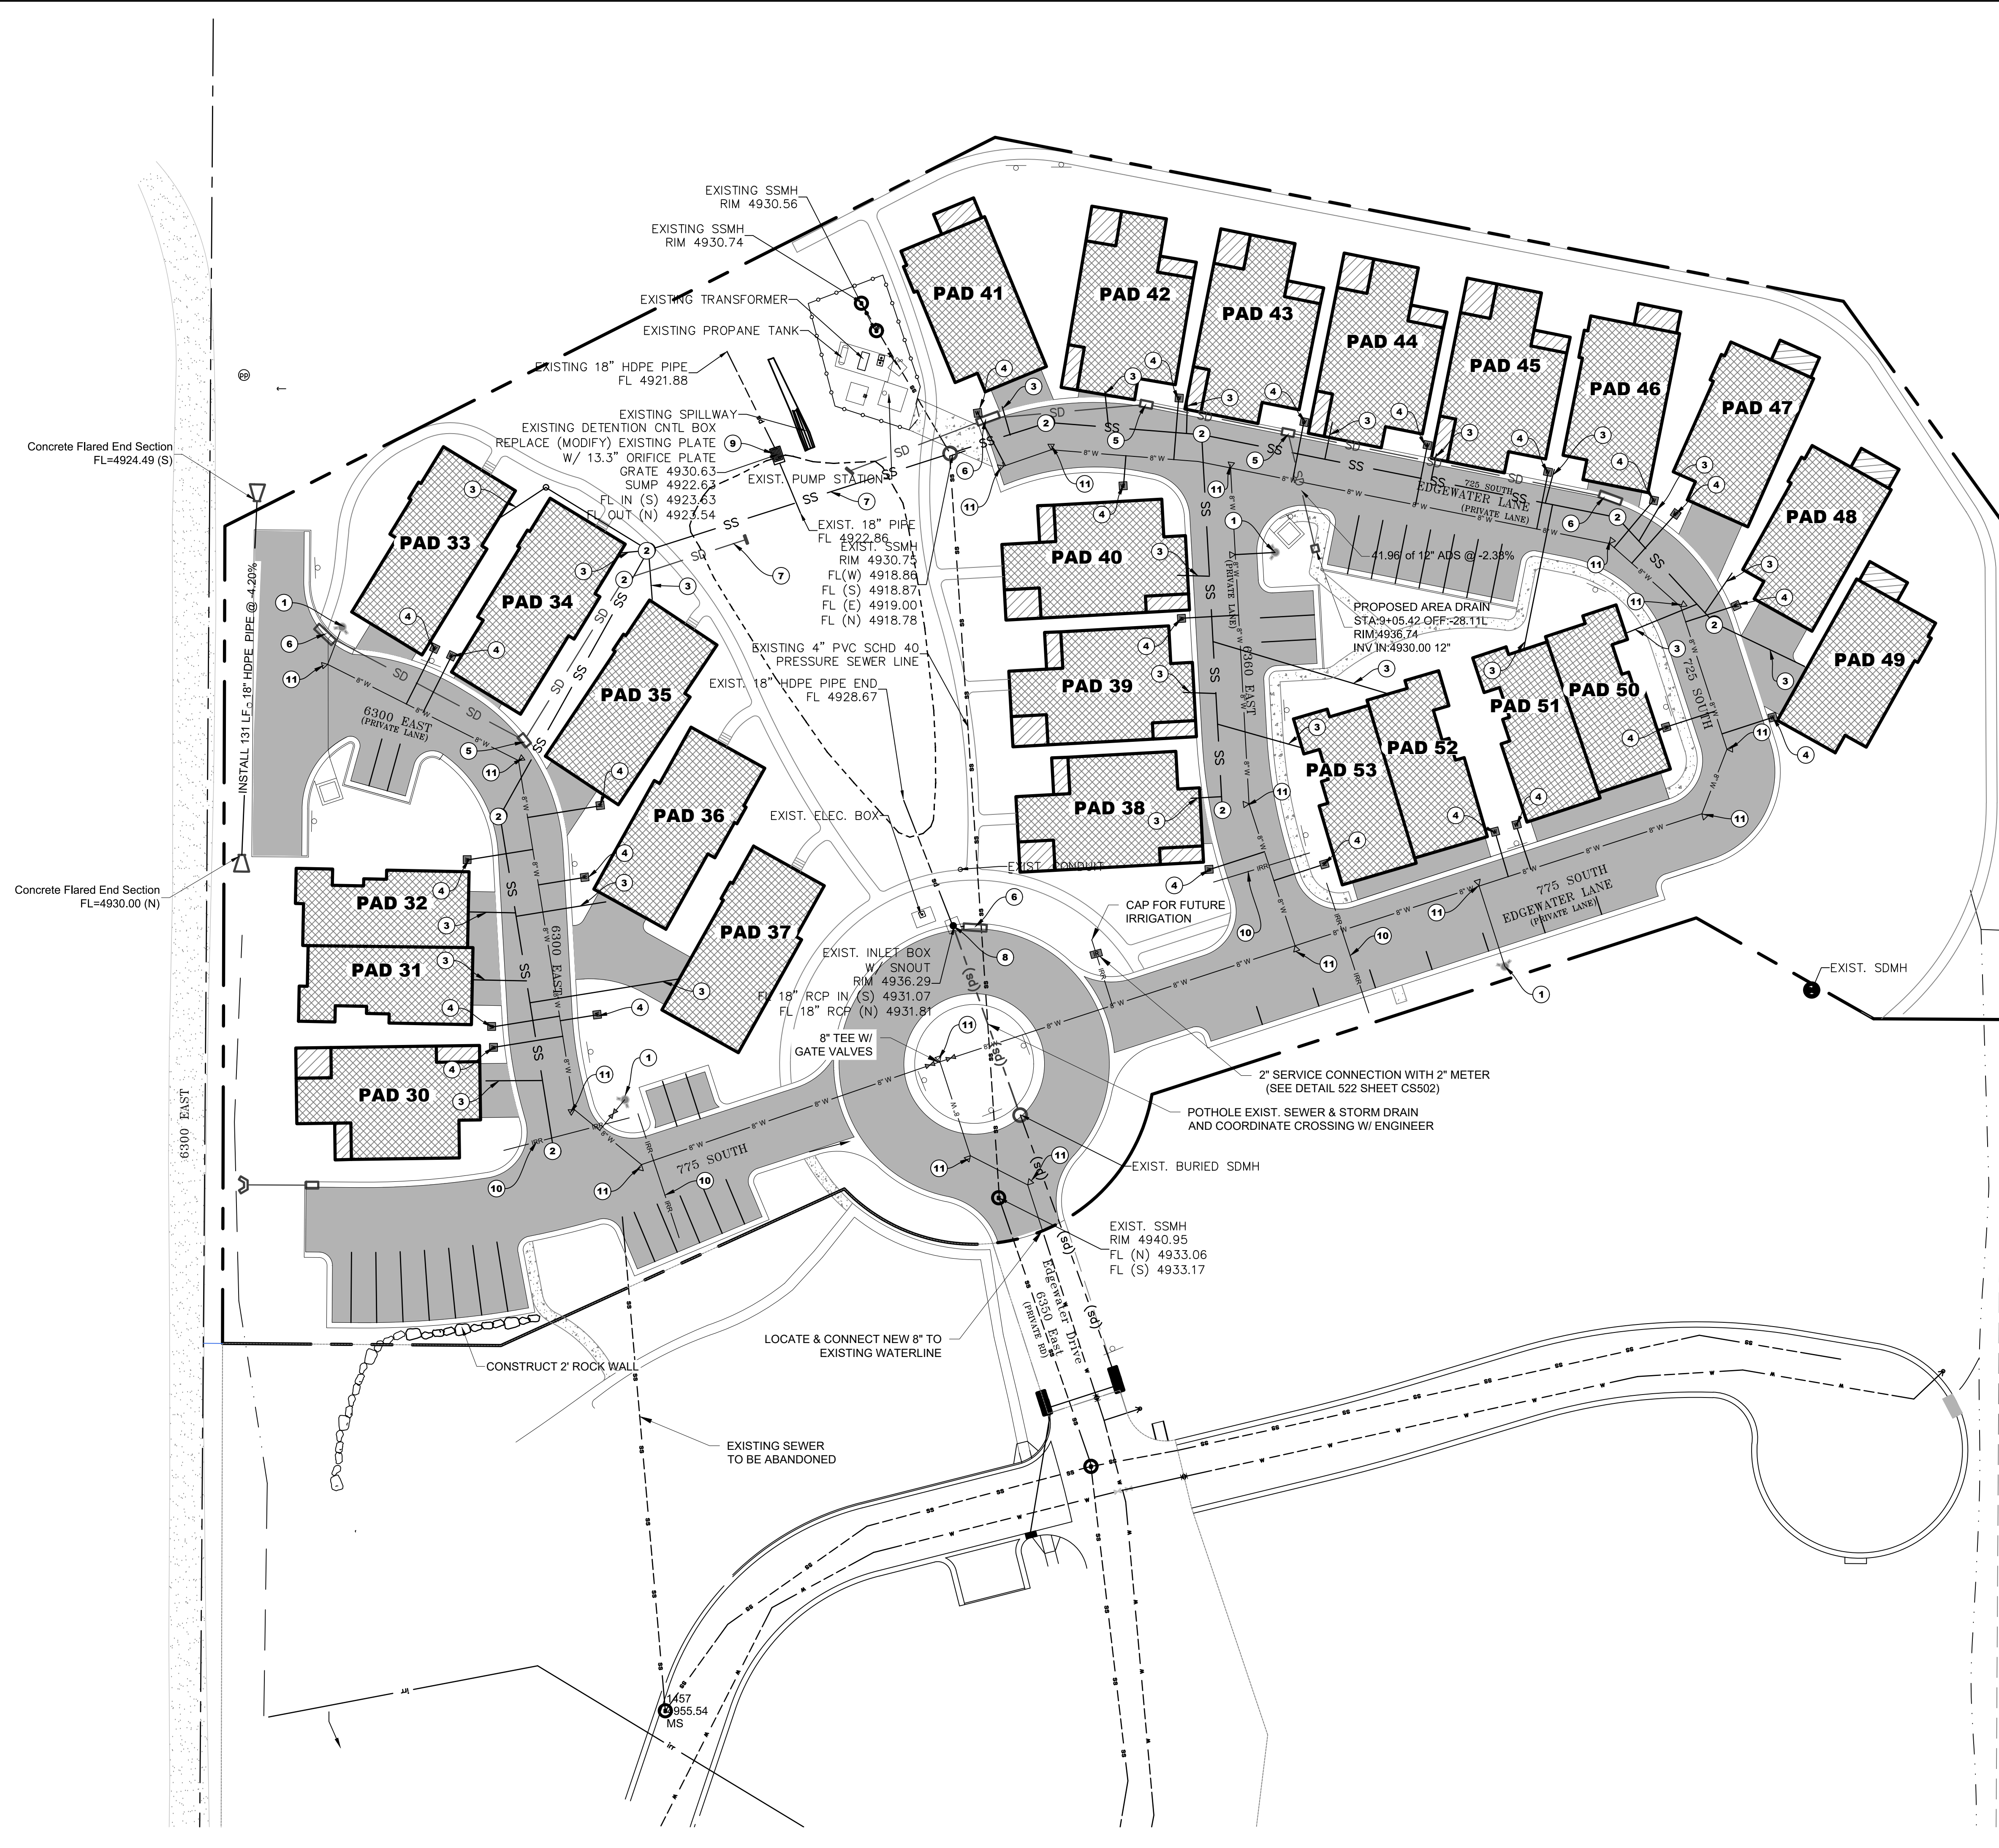 EXISTING SSMH
RIM 4930.56
EXISTING SSMH
RIM 4930.74
EXISTING TRANSFORMER
EXISTING PROPANE TANK
EXISTING 18" HDPE PIPE
FL 4921.88
EXISTING SPILLWAY
EXISTING DETENTION CNTL BOX
REPLACE (MODIFY) EXISTING PLATE
W/ 13.3" ORIFICE PLATE
GRATE 4930.63
SUMP 4922.63
FL IN (S) 4923.63
FL OUT (N) 4923.54
9
EXIST. PUMP STATION
EXIST. 18" PIPE
FL 4922.86
EXIST. SSMH
RIM 4930.75
FL(W) 4918.86
FL (S) 4918.87
FL (E) 4919.00
FL (N) 4918.78
EXISTING 4" PVC SCHD 40
PRESSURE SEWER LINE
EXIST. 18" HDPE PIPE END
FL 4928.67
EXIST. ELEC. BOX
EXIST. CONDUIT
EXIST. INLET BOX
W/ SNOUT
RIM 4936.29
FL 18" RCP IN (S) 4931.07
FL 18" RCP (N) 4931.81
8" TEE W/
GATE VALVES
Concrete Flared End Section
FL=4924.49 (S)
INSTALL 131 LF - 18" HDPE PIPE @ -4.20%
Concrete Flared End Section
FL=4930.00 (N)
PAD 30
PAD 31
PAD 32
PAD 33
PAD 34
PAD 35
PAD 36
PAD 37
PAD 38
PAD 39
PAD 40
PAD 41
PAD 42
PAD 43
PAD 44
PAD 45
PAD 46
PAD 47
PAD 48
PAD 49
PAD 50
PAD 51
PAD 52
PAD 53
6300 EAST
(PRIVATE LANE)
6300 EAST
6300 EAST
775 SOUTH
6360 EAST
(PRIVATE LANE)
725 SOUTH
EDGEWATER LANE
(PRIVATE LANE)
725 SOUTH
775 SOUTH
EDGEWATER LANE
(PRIVATE LANE)
41.96' of 12" ADS @ -2.38%
PROPOSED AREA DRAIN
STA:9+05.42 OFF:-28.11L
RIM:4936.74
INV IN:4930.00 12"
CAP FOR FUTURE
IRRIGATION
EXIST. SDMH
2" SERVICE CONNECTION WITH 2" METER
(SEE DETAIL 522 SHEET CS502)
POTHOLE EXIST. SEWER & STORM DRAIN
AND COORDINATE CROSSING W/ ENGINEER
EXIST. BURIED SDMH
EXIST. SSMH
RIM 4940.95
FL (N) 4933.06
FL (S) 4933.17
Edgewater Drive
6350 East
(PRIVATE RD)
LOCATE & CONNECT NEW 8" TO
EXISTING WATERLINE
CONSTRUCT 2' ROCK WALL
EXISTING SEWER
TO BE ABANDONED
1457
4955.54
MS